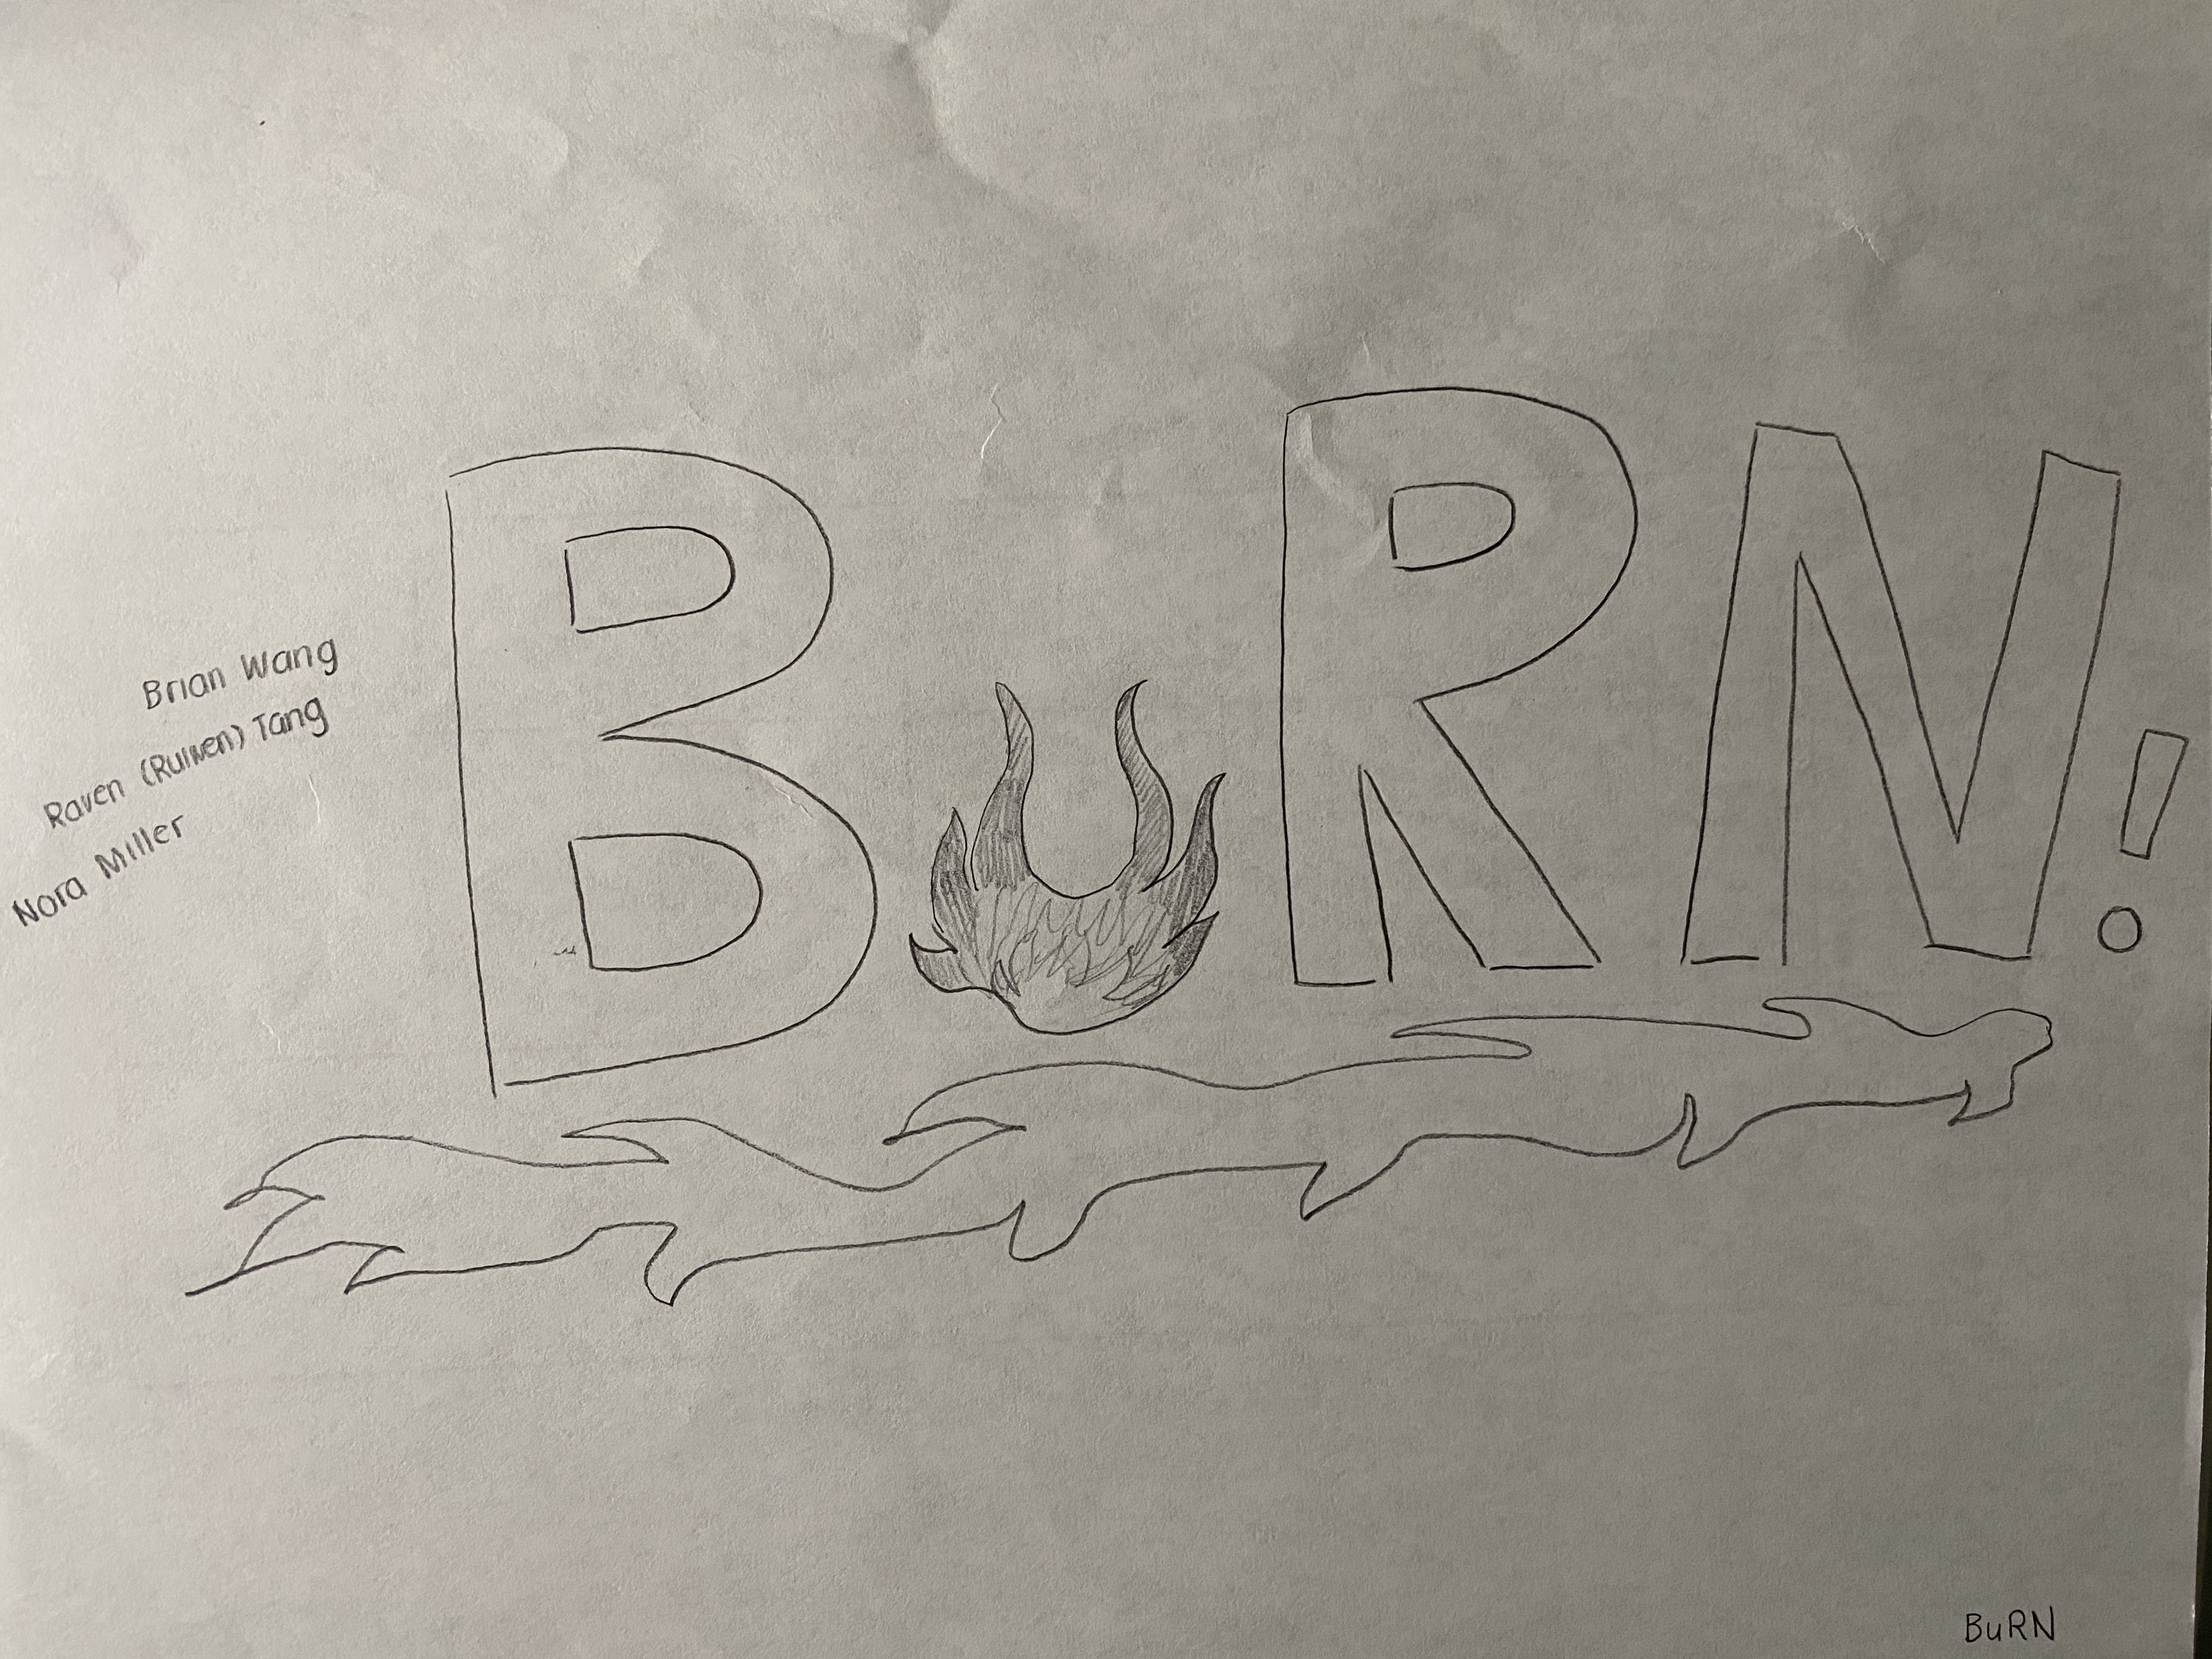 Brian Wang
Raven (Ruiwen) Tang
Nora Miller
BuRN!
BuRN